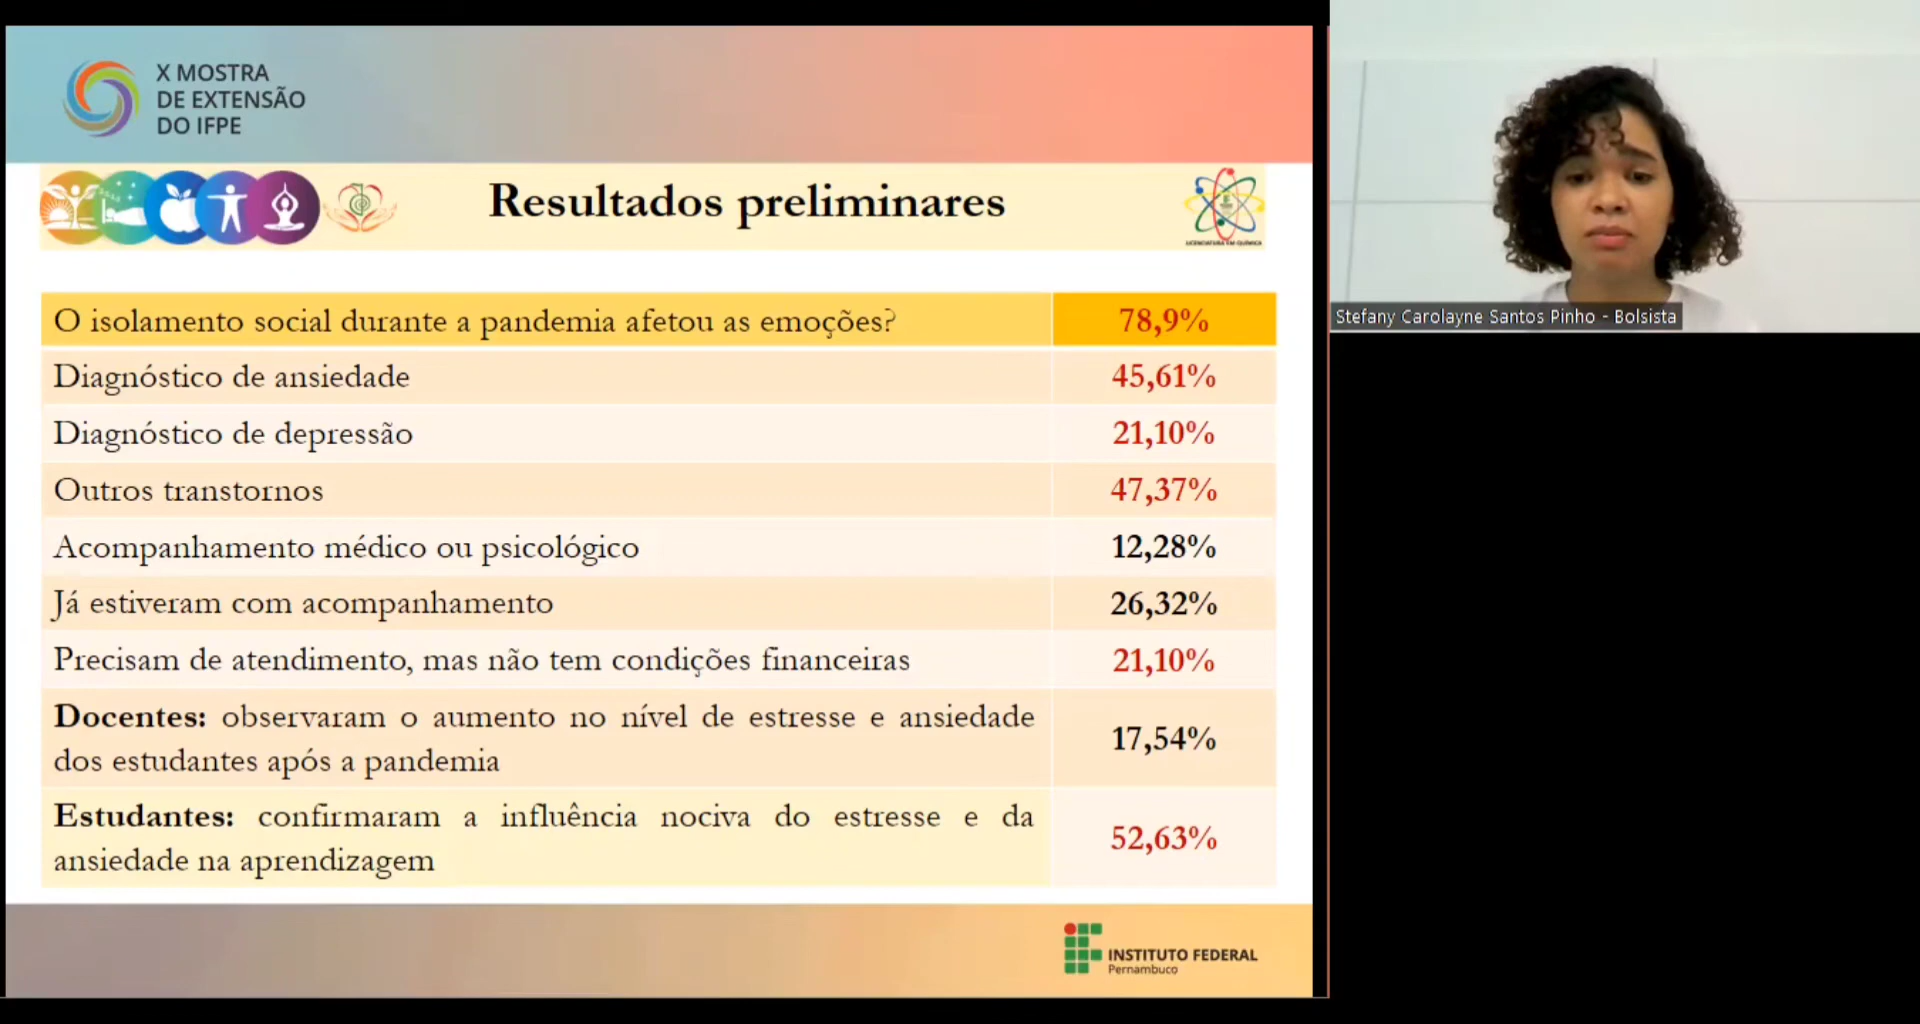 X MOSTRA
DE EXTENSÃO
DO IFPE
Resultados preliminares
LICENCIATURA EM QUÍMICA
O isolamento social durante a pandemia afetou as emoções? 78,9%
Diagnóstico de ansiedade 45,61%
Diagnóstico de depressão 21,10%
Outros transtornos 47,37%
Acompanhamento médico ou psicológico 12,28%
Já estiveram com acompanhamento 26,32%
Precisam de atendimento, mas não tem condições financeiras 21,10%
Docentes: observaram o aumento no nível de estresse e ansiedade
dos estudantes após a pandemia 17,54%
Estudantes: confirmaram a influência nociva do estresse e da
ansiedade na aprendizagem 52,63%
INSTITUTO FEDERAL
Pernambuco
Stefany Carolayne Santos Pinho - Bolsista